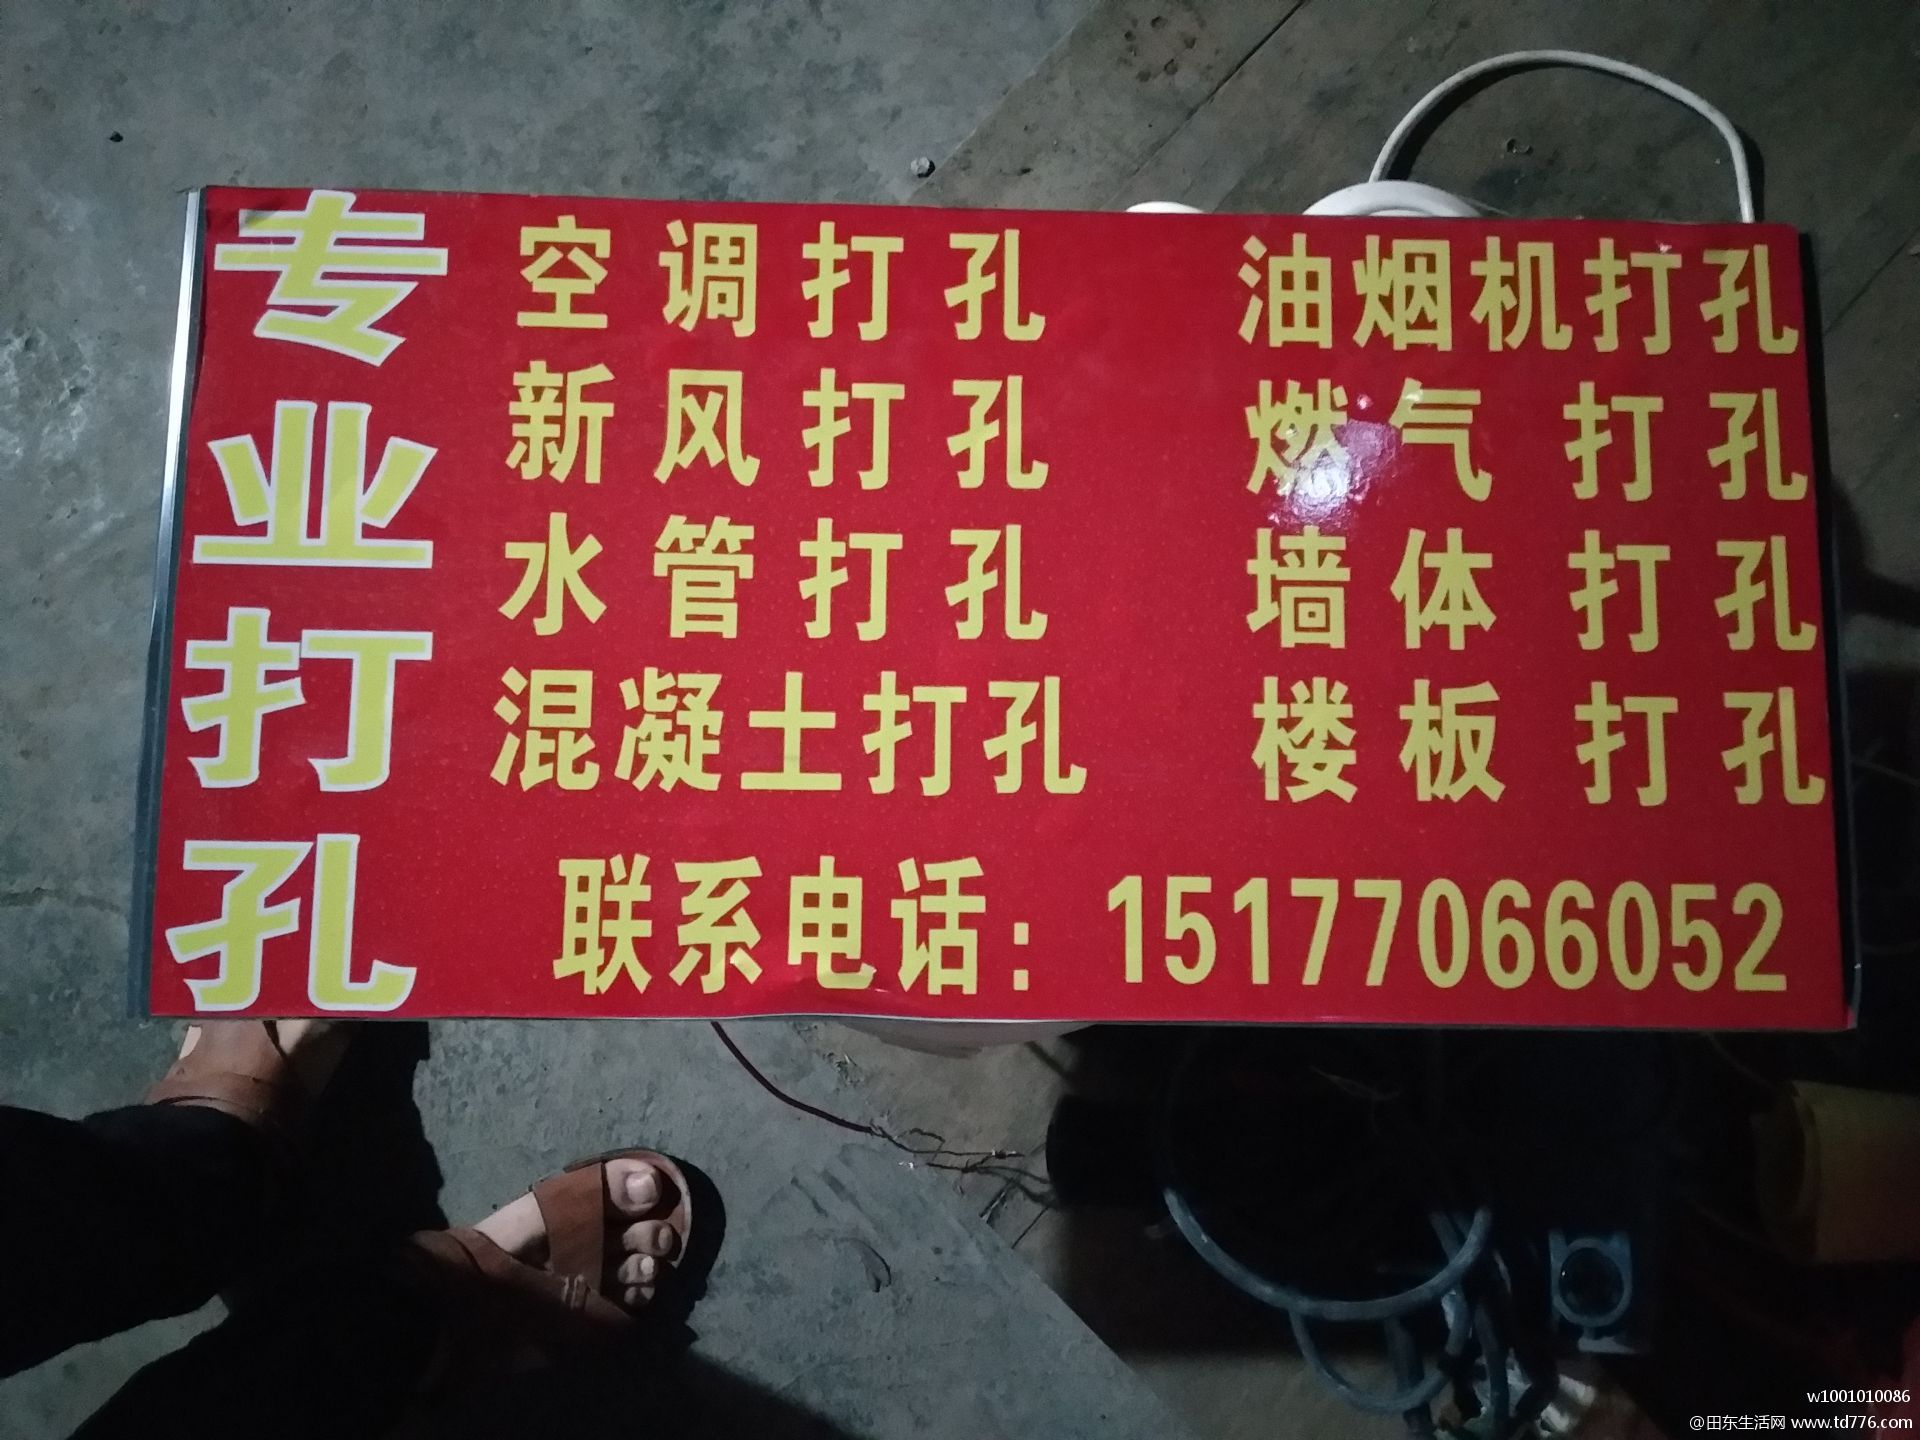 专业打孔
空调打孔 油烟机打孔
新风打孔 燃气打孔
水管打孔 墙体打孔
混凝土打孔 楼板打孔
联系电话：15177066052
w1001010086
@田东生活网 www.td776.com